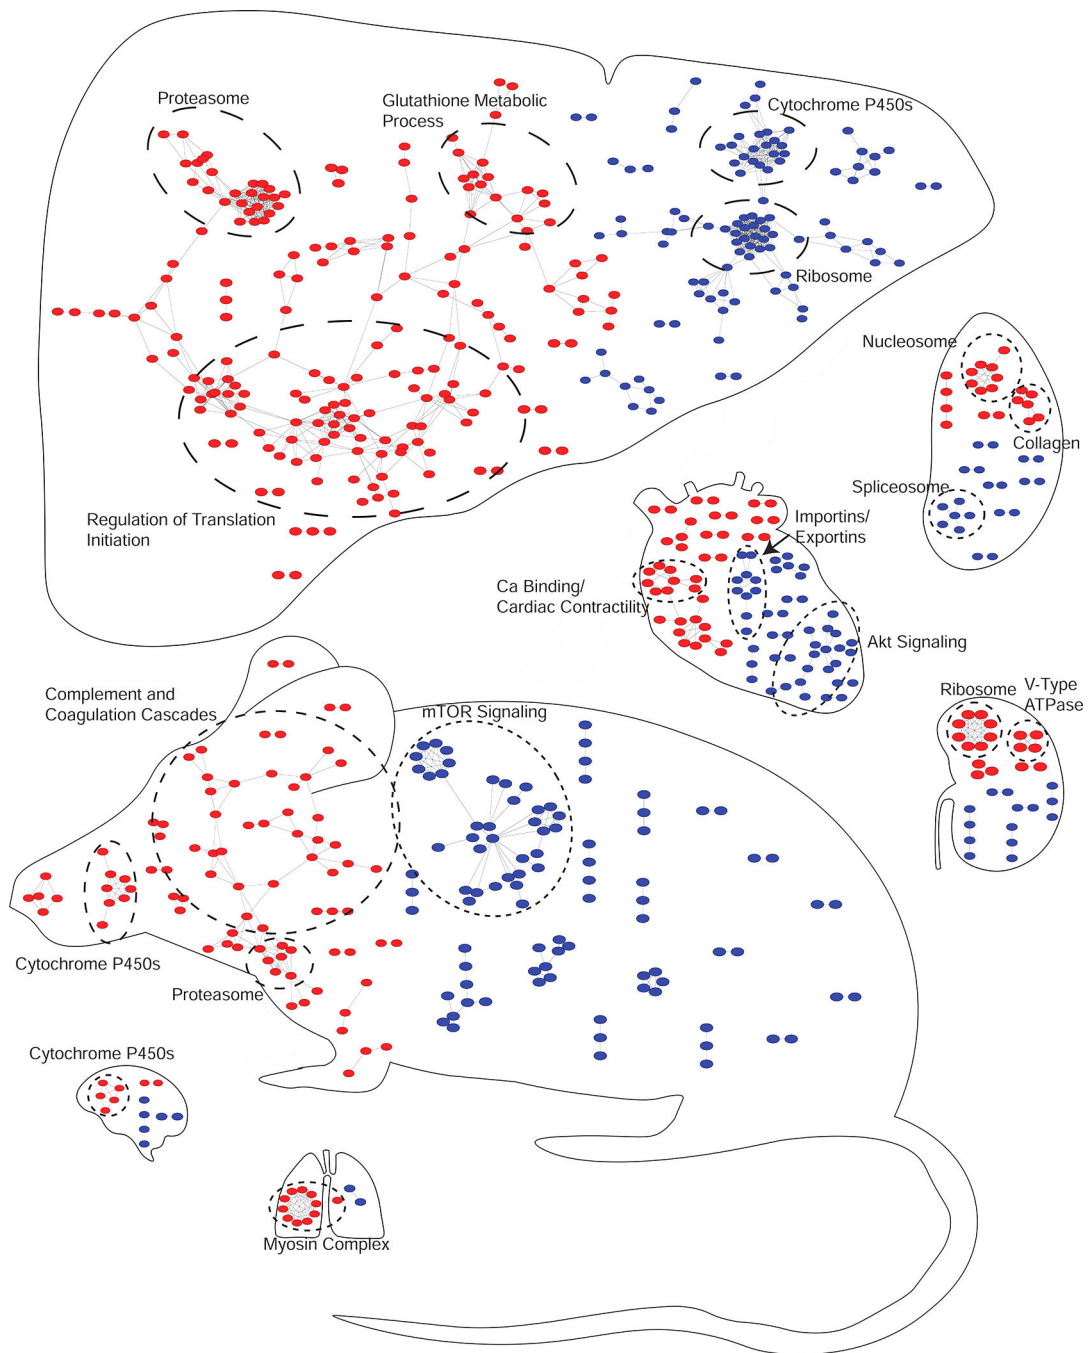 Proteasome
Glutathione Metabolic
Process
Cytochrome P450s
Ribosome
Nucleosome
Collagen
Spliceosome
Regulation of Translation
Initiation
Importins/
Exportins
Ca Binding/
Cardiac Contractility
Akt Signaling
Complement and
Coagulation Cascades
mTOR Signaling
Ribosome
V-Type
ATPase
Cytochrome P450s
Proteasome
Cytochrome P450s
Myosin Complex